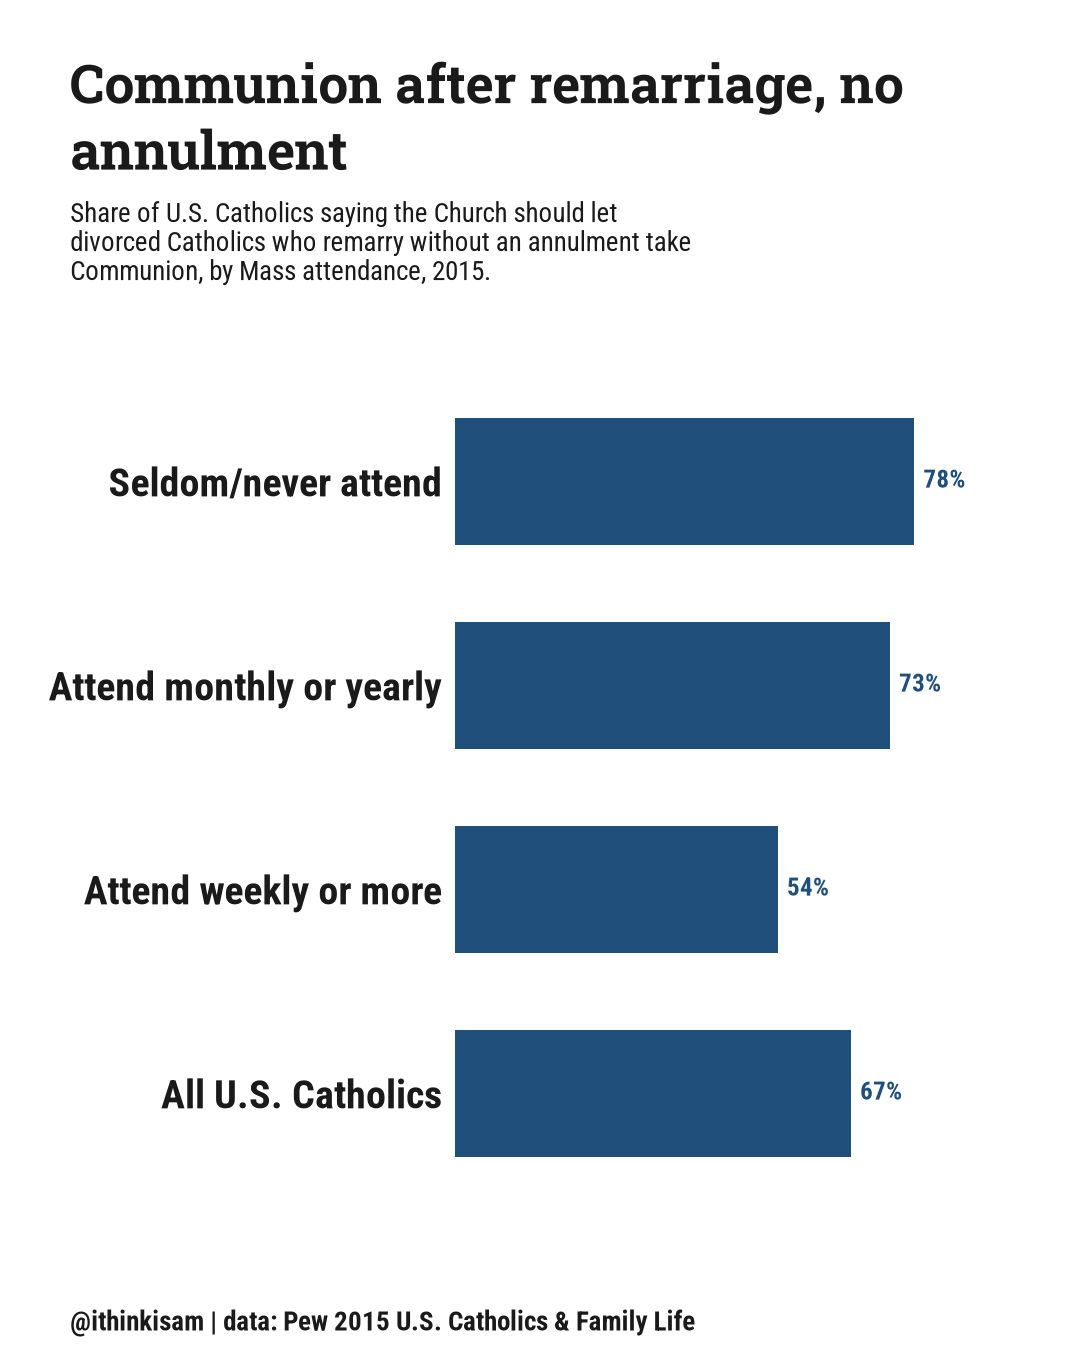 Communion after remarriage, no
annulment
Share of U.S. Catholics saying the Church should let
divorced Catholics who remarry without an annulment take
Communion, by Mass attendance, 2015.
Seldom/never attend 78%
Attend monthly or yearly 73%
Attend weekly or more 54%
All U.S. Catholics 67%
@ithinkisam | data: Pew 2015 U.S. Catholics & Family Life